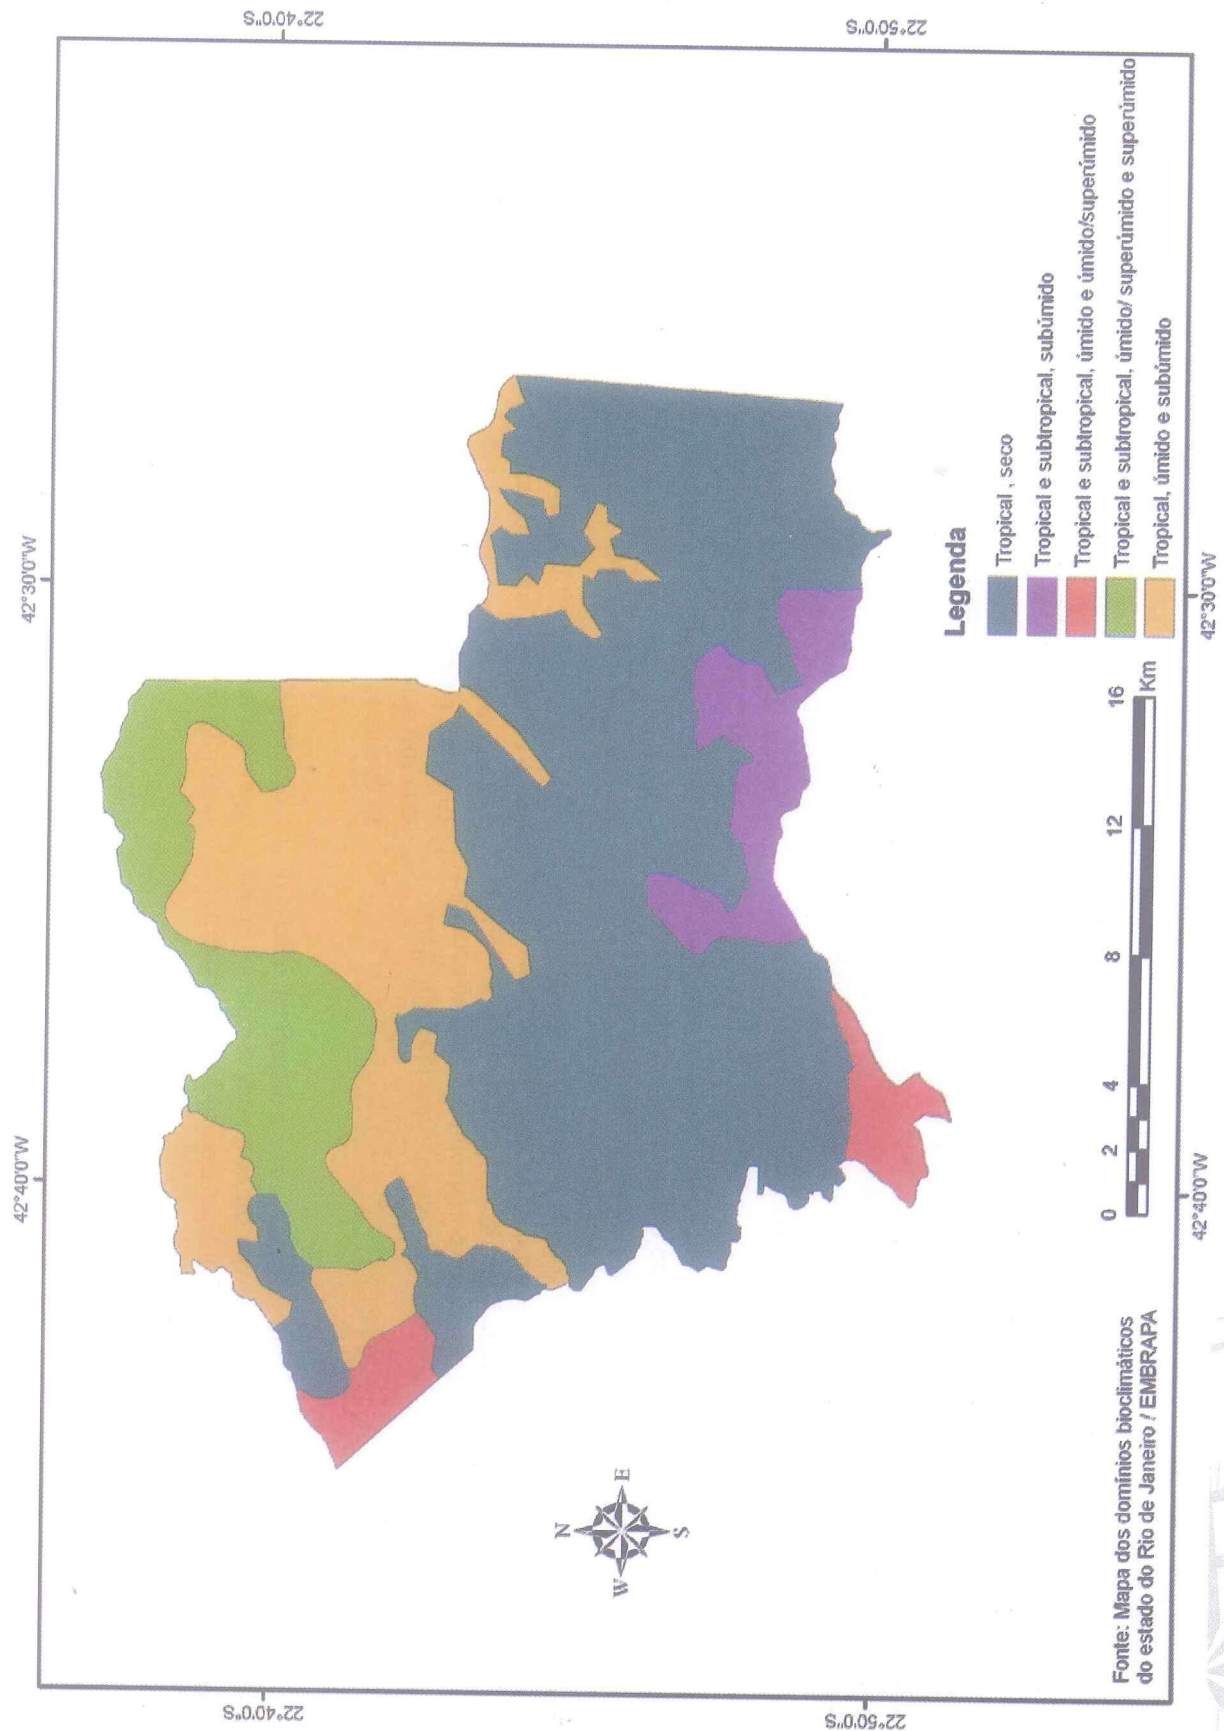 42°40'0"W
42°30'0"W
22°40'0"S
22°40'0"S
22°50'0"S
22°50'0"S
N
W
E
S
Legenda
Tropical , seco
Tropical e subtropical, subúmido
Tropical e subtropical, úmido e úmido/superúmido
Tropical e subtropical, úmido/ superúmido e superúmido
Tropical, úmido e subúmido
0
2
4
8
12
16
Km
Fonte: Mapa dos domínios bioclimáticos
do estado do Rio de Janeiro / EMBRAPA
42°40'0"W
42°30'0"W